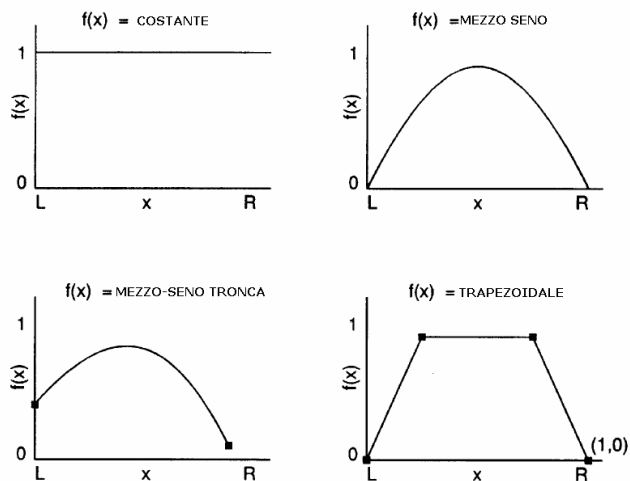 f(x) = COSTANTE
1
f(x)
0
L x R
f(x) =MEZZO SENO
1
f(x)
0
L x R
f(x) =MEZZO-SENO TRONCA
1
f(x)
0
L x R
f(x) =TRAPEZOIDALE
1
f(x)
(1,0)
0
L x R